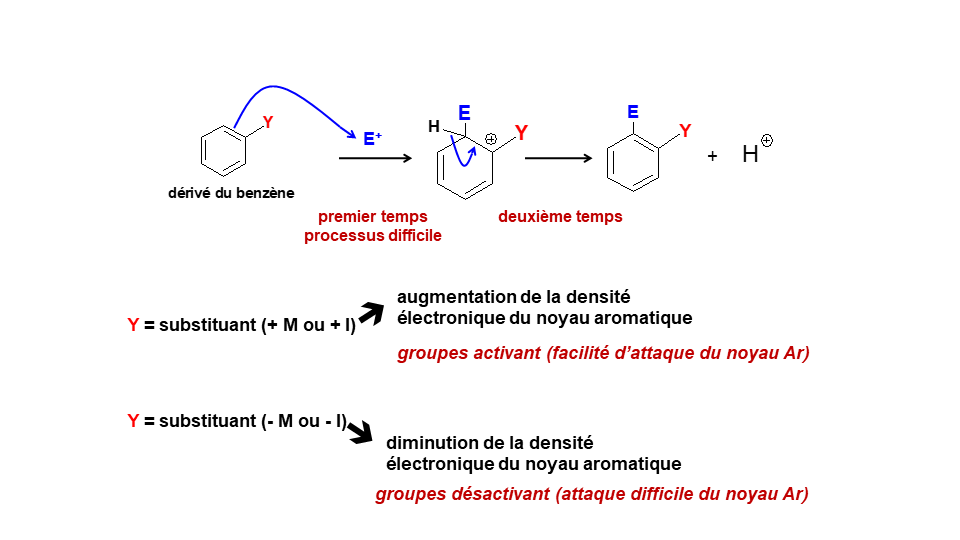 Y
E⁺
H
E
⊕
Y
E
Y
+
H⊕
dérivé du benzène
premier temps
processus difficile
deuxième temps
augmentation de la densité
électronique du noyau aromatique
Y = substituant (+ M ou + I)
groupes activant (facilité d’attaque du noyau Ar)
Y = substituant (- M ou - I)
diminution de la densité
électronique du noyau aromatique
groupes désactivant (attaque difficile du noyau Ar)